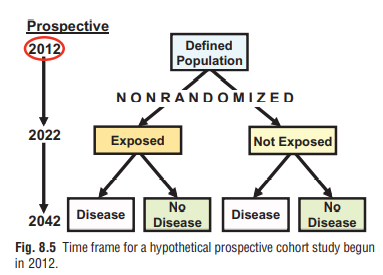 Prospective
2012
Defined
Population
NONRANDOMIZED
2022
Exposed
Not Exposed
2042
Disease
No
Disease
Disease
No
Disease
Fig. 8.5 Time frame for a hypothetical prospective cohort study begun
in 2012.